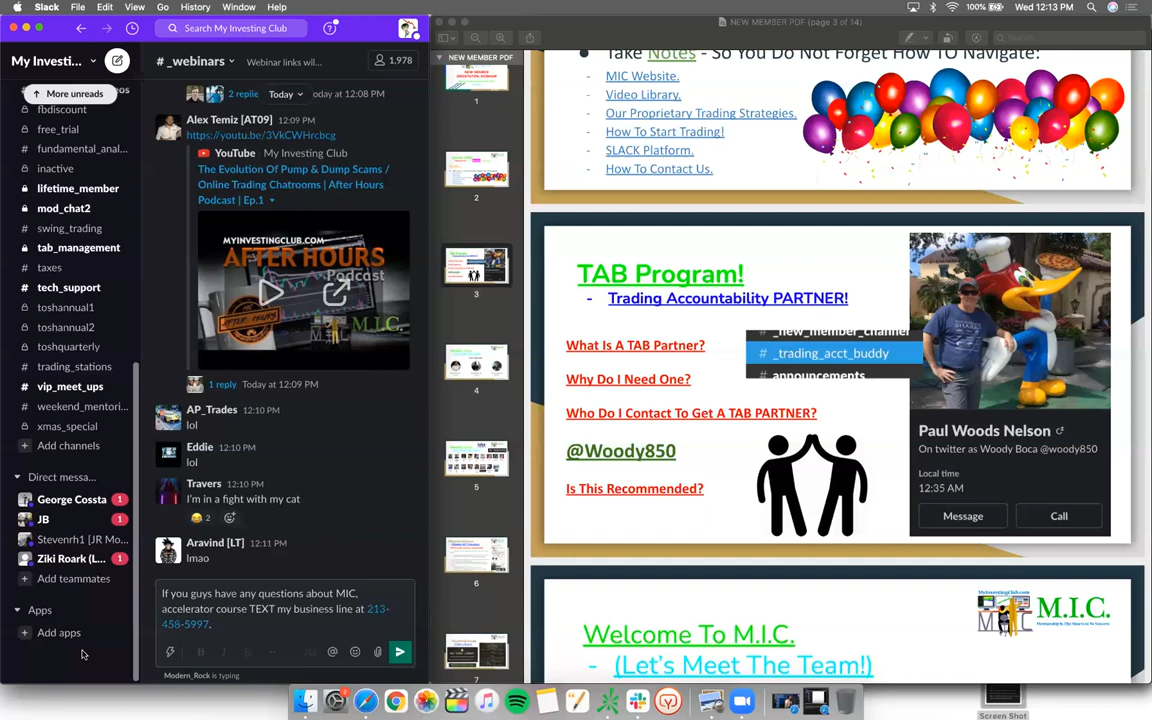 Slack File Edit View Go History Window Help
100% Wed 12:13 PM
Search My Investing Club
NEW MEMBER PDF (page 3 of 14)
Search
My Investi...
# _webinars
Webinar links wil...
1,978
More unreads
fbdiscount
free_trial
fundamental_anal...
inactive
lifetime_member
mod_chat2
# swing_trading
tab_management
# taxes
# tech_support
toshannual1
toshannual2
toshquarterly
# trading_stations
# vip_meet_ups
# weekend_mentori...
xmas_special
+ Add channels
Direct messa...
George Cossta 1
JB 1
Stevenrh1 [JR Mo...
Ziki Roark (L... 1
+ Add teammates
Apps
+ Add apps
2 replie
Today
oday at 12:08 PM
Alex Temiz [AT09] 12:09 PM
https://youtu.be/3VkCWHrcbcg
YouTube My Investing Club
The Evolution Of Pump & Dump Scams /
Online Trading Chatrooms | After Hours
Podcast | Ep.1
MYINVESTINGCLUB.COM
AFTER HOURS
Podcast
AFTER HOURS
M.I.C.
1 reply Today at 12:09 PM
AP_Trades 12:10 PM
lol
Eddie 12:10 PM
lol
Travers 12:10 PM
I'm in a fight with my cat
2
Aravind [LT] 12:11 PM
lmao
If you guys have any questions about MIC,
accelerator course TEXT my business line at 213-
458-5997.
Modern_Rock is typing
NEW MEMBER PDF
1
2
3
4
5
6
7
Take Notes - So You Do Not Forget How TO Navigate:
- MIC Website.
- Video Library,
- Our Proprietary Trading Strategies.
- How To Start Trading!
- SLACK Platform.
- How To Contact Us.
TAB Program!
- Trading Accountability PARTNER!
What Is A TAB Partner?
Why Do I Need One?
Who Do I Contact To Get A TAB PARTNER?
@Woody850
Is This Recommended?
_new_member_channel
# _trading_acct_buddy
# announcements
Paul Woods Nelson
On twitter as Woody Boca @woody850
Local time
12:35 AM
Message
Call
Welcome To M.I.C.
- (Let's Meet The Team!)
MyInvestingClub.com
M.I.C.
Screen Shot